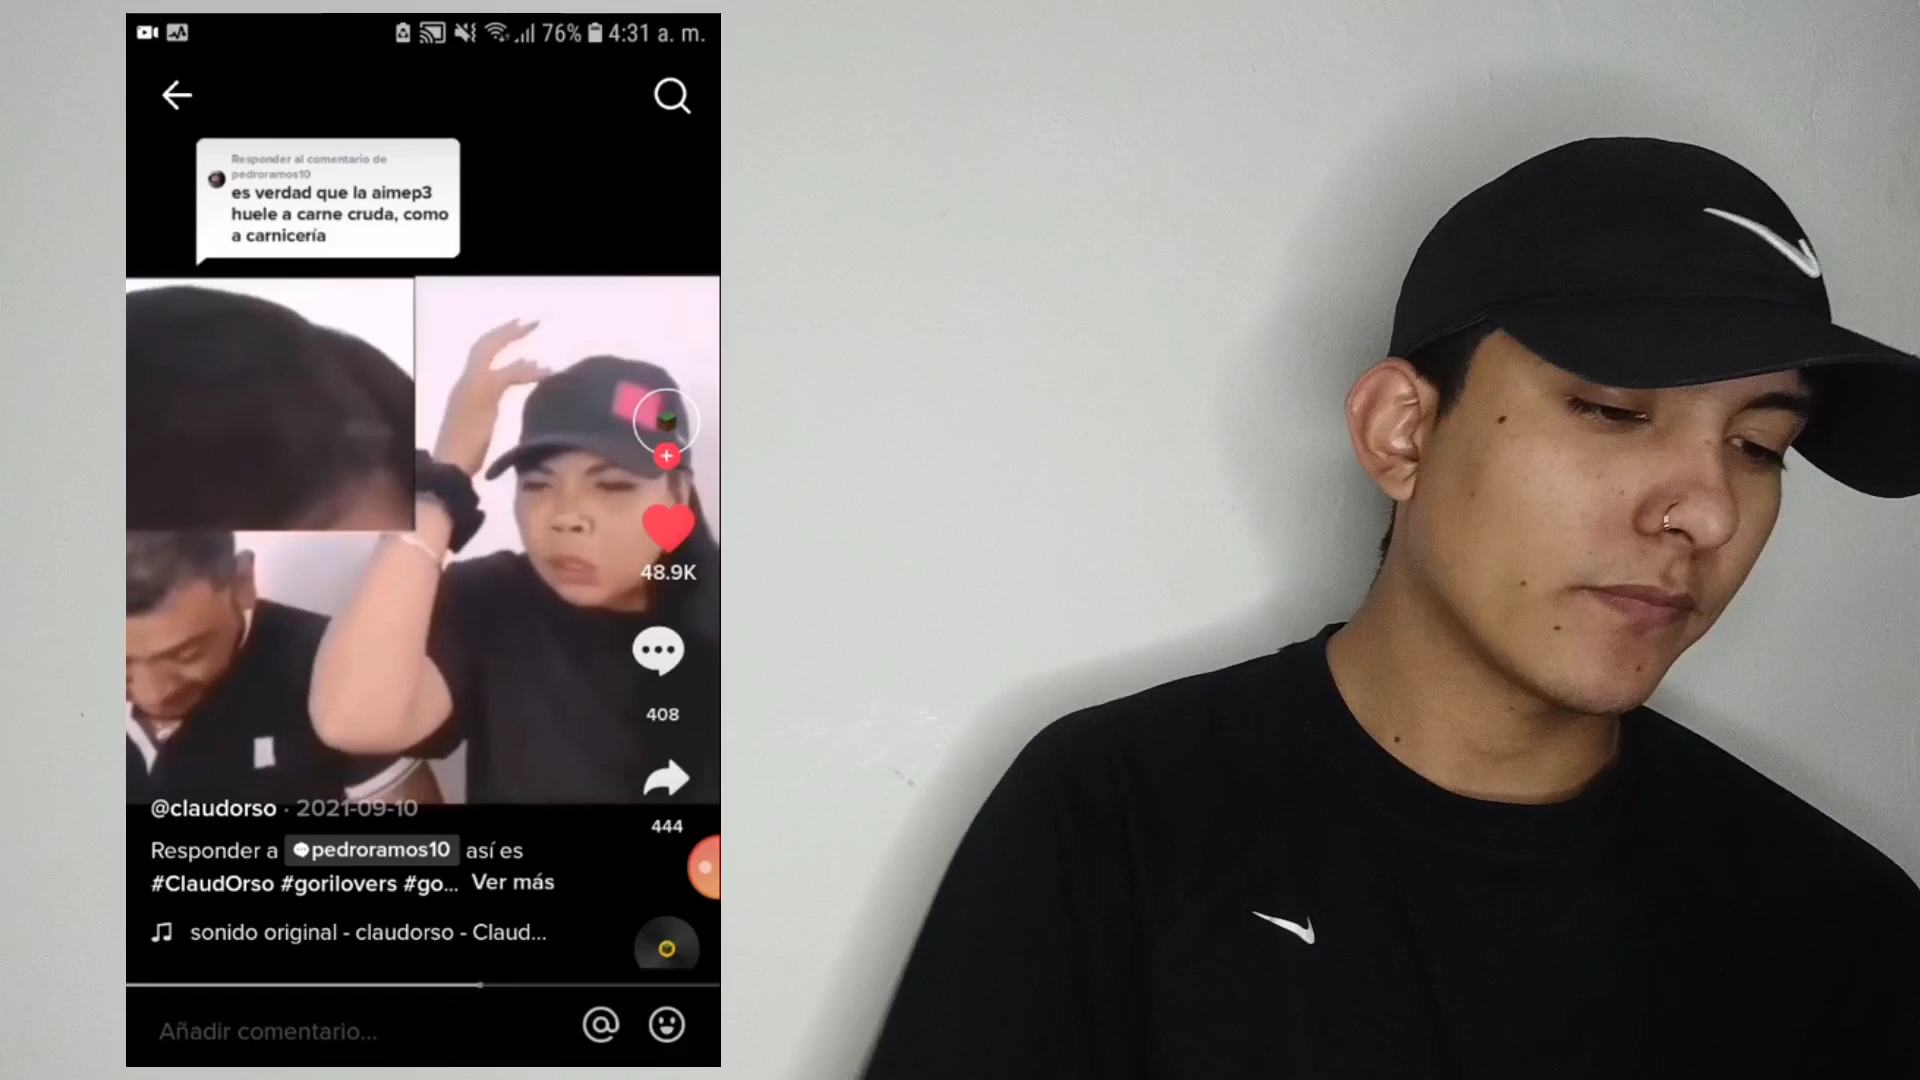 76% 4:31 a. m.
Responder al comentario de
pedroramos10
es verdad que la aimep3
huele a carne cruda, como
a carnicería
48.9K
408
444
@claudorso · 2021-09-10
Responder a pedroramos10 así es
#ClaudOrso #gorilovers #go... Ver más
sonido original - claudorso - Claud...
Añadir comentario...